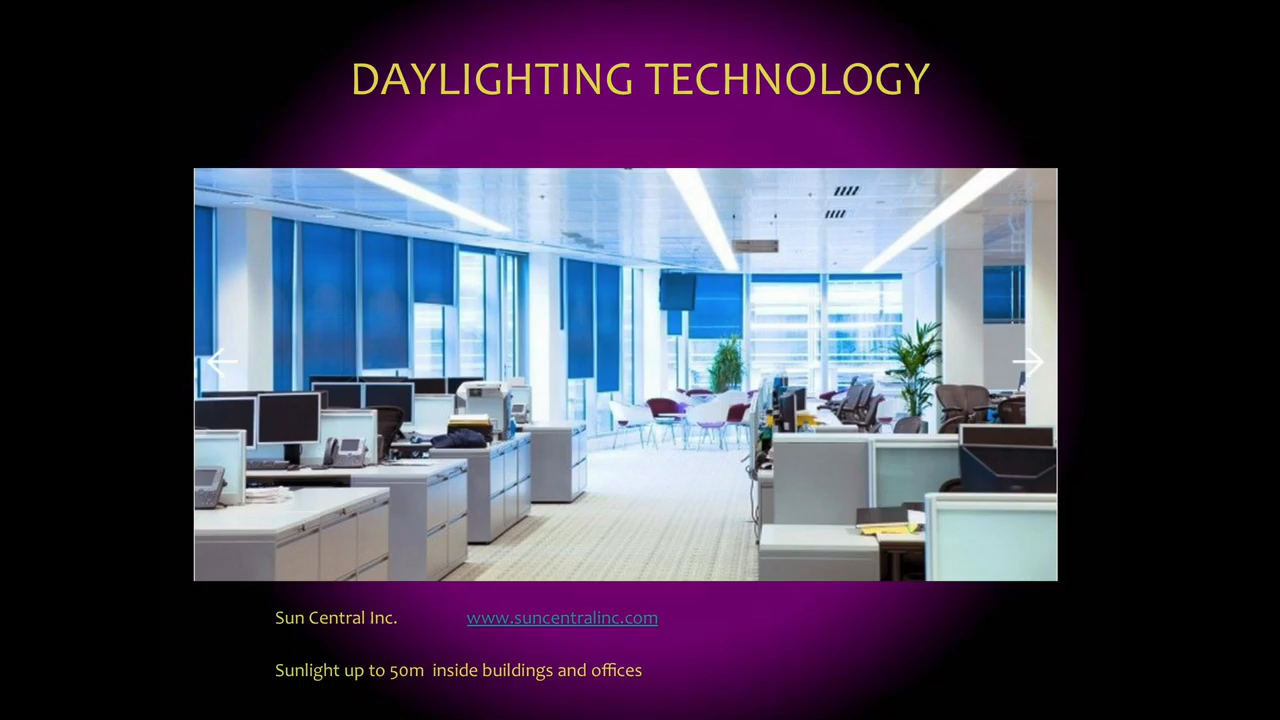 DAYLIGHTING TECHNOLOGY
Sun Central Inc. www.suncentralinc.com
Sunlight up to 50m inside buildings and offices